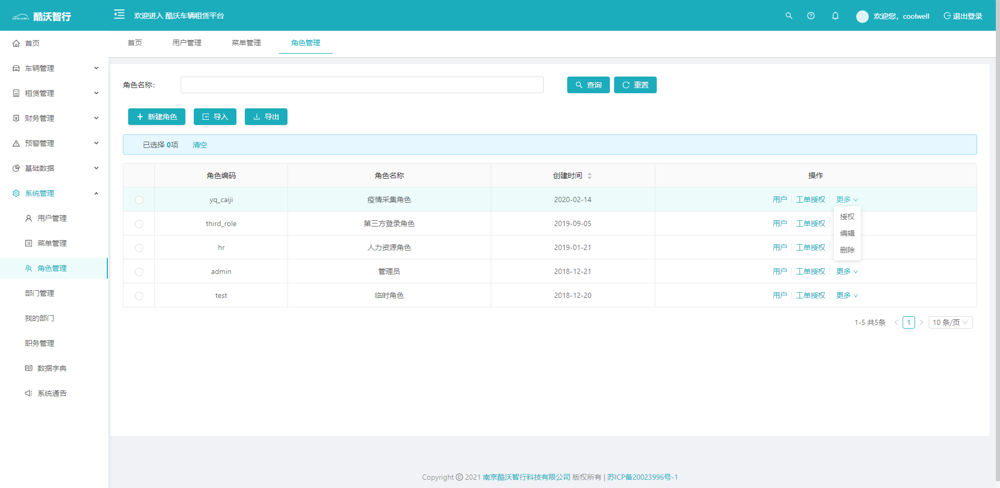 COOLWELL 酷沃智行
欢迎进入 酷沃车辆租赁平台
欢迎您，coolwell
退出登录
首页
车辆管理
租赁管理
财务管理
预警管理
基础数据
系统管理
用户管理
菜单管理
角色管理
部门管理
我的部门
职务管理
数据字典
系统通告
首页 用户管理 菜单管理 角色管理
角色名称：
查询 重置
新建角色 导入 导出
已选择 0项 清空
角色编码 角色名称 创建时间 操作
yq_caiji 疫情采集角色 2020-02-14 用户 工单授权 更多
third_role 第三方登录角色 2019-09-05 用户 工单授权
hr 人力资源角色 2019-01-21 用户 工单授权
授权
编辑
删除
admin 管理员 2018-12-21 用户 工单授权 更多
test 临时角色 2018-12-20 用户 工单授权 更多
1-5 共5条 < 1 > 10 条/页
Copyright © 2021 南京酷沃智行科技有限公司 版权所有 | 苏ICP备20023996号-1